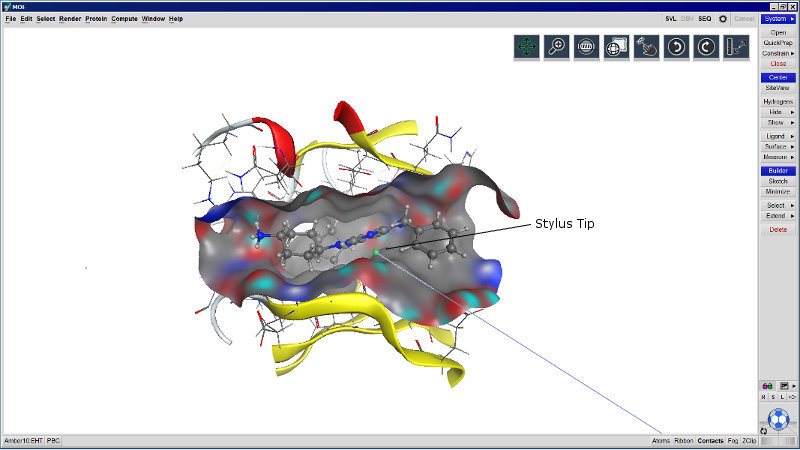 MOE
File Edit Select Render Protein Compute Window Help
SVL DBV SEQ Cancel
System
Open
QuickPrep
Constrain
Close
Center
SiteView
Hydrogens
Hide
Show
Ligand
Surface
Measure
Builder
Sketch
Minimize
Select
Extend
Delete
Stylus Tip
R S L
Amber10:EHT PBC
Atoms Ribbon Contacts Fog ZClip